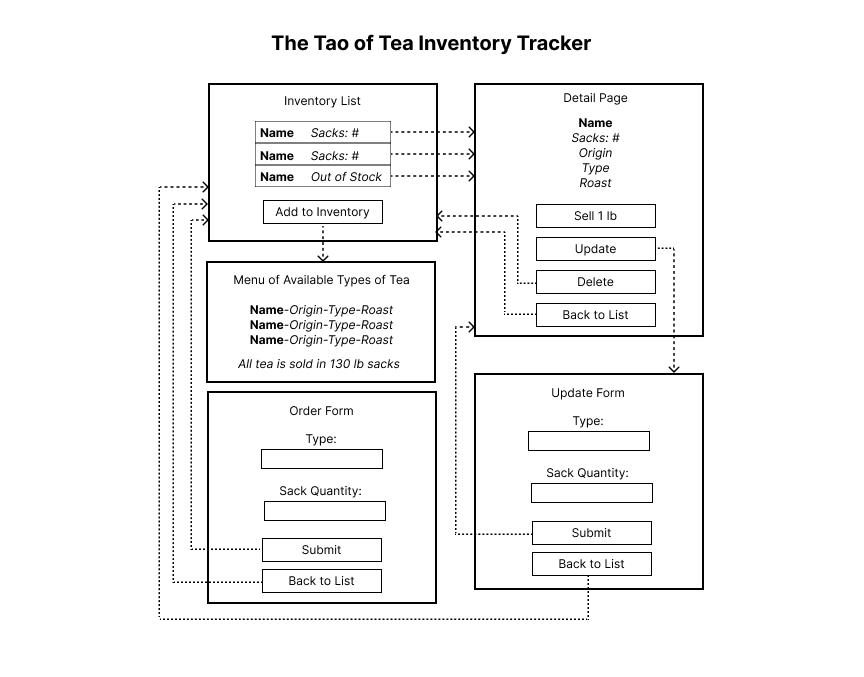 The Tao of Tea Inventory Tracker
Inventory List
Name Sacks: #
Name Sacks: #
Name Out of Stock
Add to Inventory
Menu of Available Types of Tea
Name-Origin-Type-Roast
Name-Origin-Type-Roast
Name-Origin-Type-Roast
All tea is sold in 130 lb sacks
Order Form
Type:
Sack Quantity:
Submit
Back to List
Detail Page
Name
Sacks: #
Origin
Type
Roast
Sell 1 lb
Update
Delete
Back to List
Update Form
Type:
Sack Quantity:
Submit
Back to List